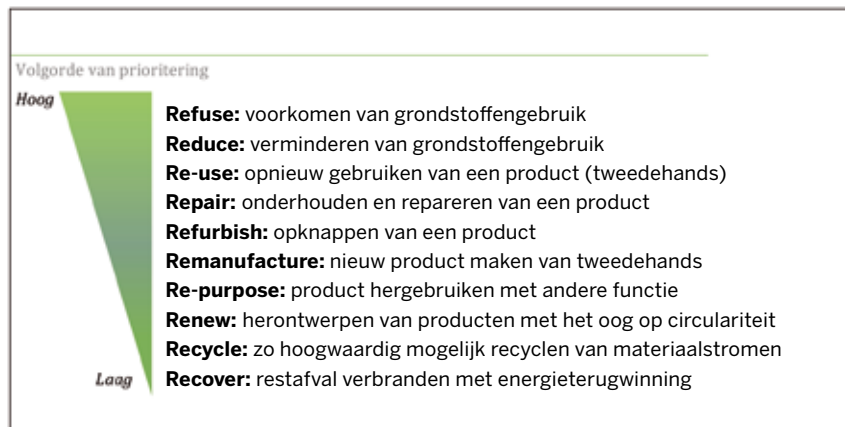 Volgorde van prioritering
Hoog
Refuse: voorkomen van grondstoffengebruik
Reduce: verminderen van grondstoffengebruik
Re-use: opnieuw gebruiken van een product (tweedehands)
Repair: onderhouden en repareren van een product
Refurbish: opknappen van een product
Remanufacture: nieuw product maken van tweedehands
Re-purpose: product hergebruiken met andere functie
Renew: herontwerpen van producten met het oog op circulariteit
Recycle: zo hoogwaardig mogelijk recyclen van materiaalstromen
Laag
Recover: restafval verbranden met energieterugwinning